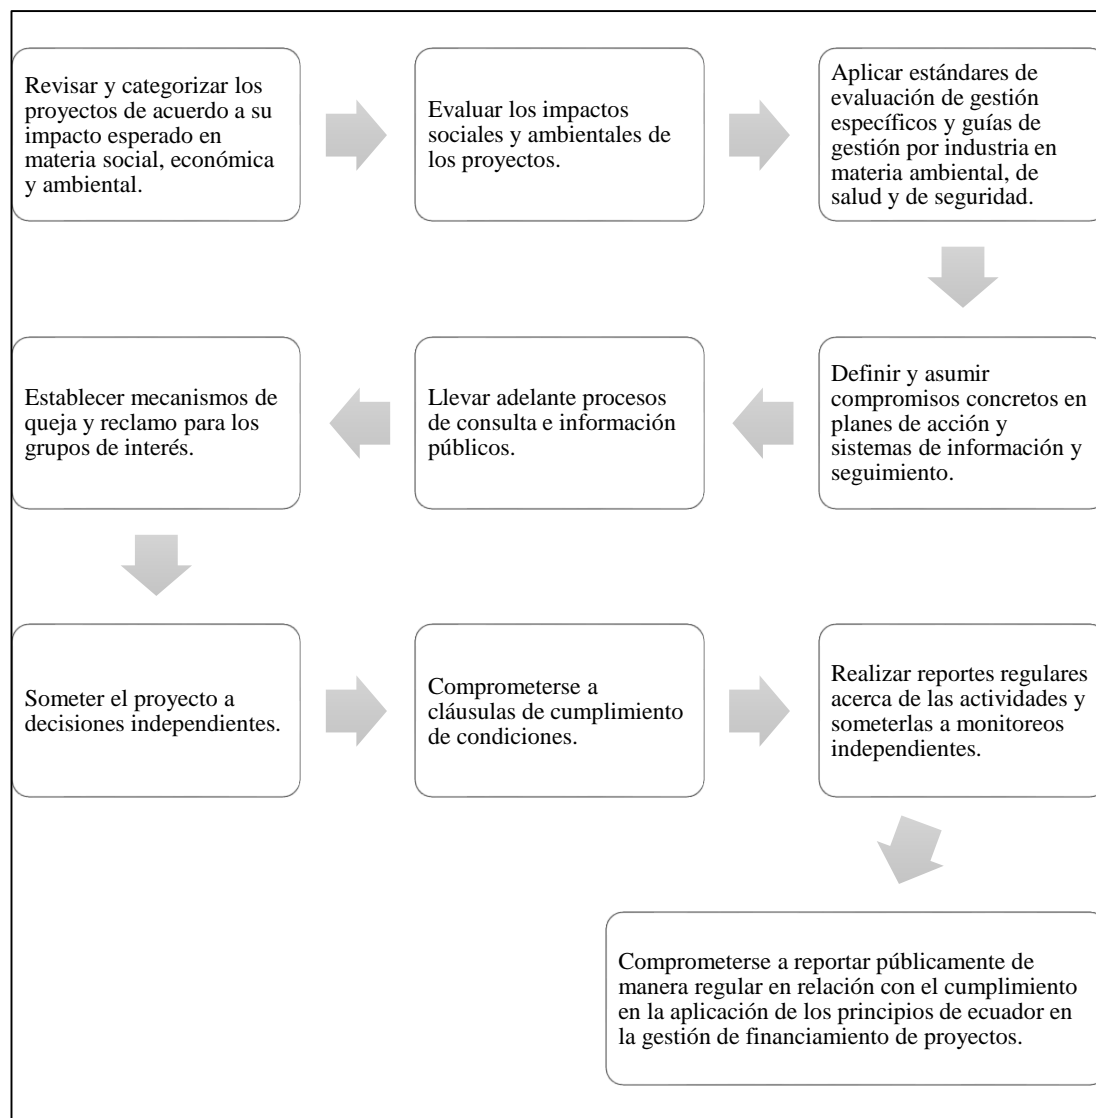 Revisar y categorizar los
proyectos de acuerdo a su
impacto esperado en
materia social, económica
y ambiental.
Evaluar los impactos
sociales y ambientales de
los proyectos.
Aplicar estándares de
evaluación de gestión
específicos y guías de
gestión por industria en
materia ambiental, de
salud y de seguridad.
Definir y asumir
compromisos concretos en
planes de acción y
sistemas de información y
seguimiento.
Llevar adelante procesos
de consulta e información
públicos.
Establecer mecanismos de
queja y reclamo para los
grupos de interés.
Someter el proyecto a
decisiones independientes.
Comprometerse a
cláusulas de cumplimiento
de condiciones.
Realizar reportes regulares
acerca de las actividades y
someterlas a monitoreos
independientes.
Comprometerse a reportar públicamente de
manera regular en relación con el cumplimiento
en la aplicación de los principios de ecuador en
la gestión de financiamiento de proyectos.